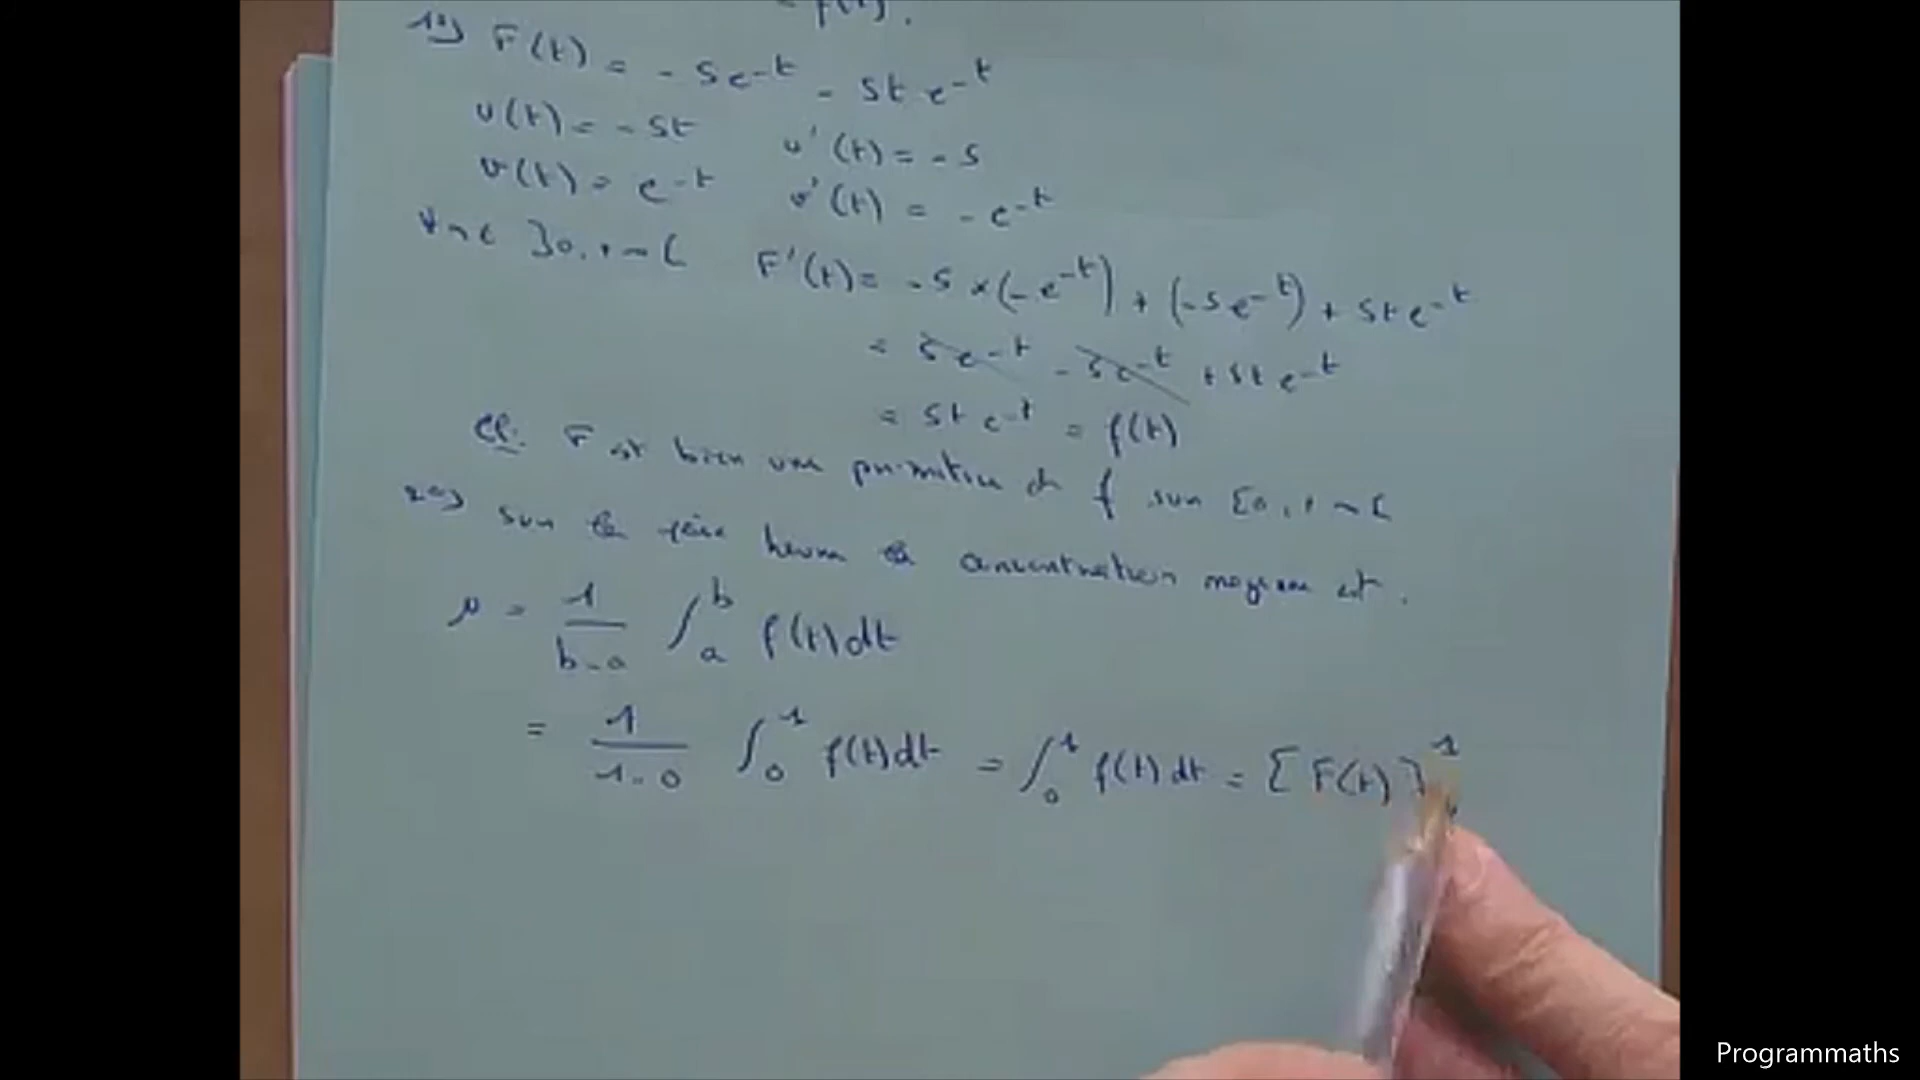 = f(t).
1°) F(t) = - 5e^-t - 5t e^-t
u(t) = - 5t u'(t) = - 5
v(t) = e^-t v'(t) = - e^-t
F'(t) = - 5 × (- e^-t) + (- 5e^-t) + 5t e^-t
= 5e^-t - 5e^-t + 5t e^-t
= 5t e^-t = f(t)
F est bien une primitive de f sur [0, +∞[
2°) Sur la 1ère heure la concentration moyenne est.
μ = 1/(b-a) ∫_a^b f(t)dt
= 1/(1-0) ∫_0^1 f(t)dt = ∫_0^1 f(t)dt = [F(t)]^1
Programmaths